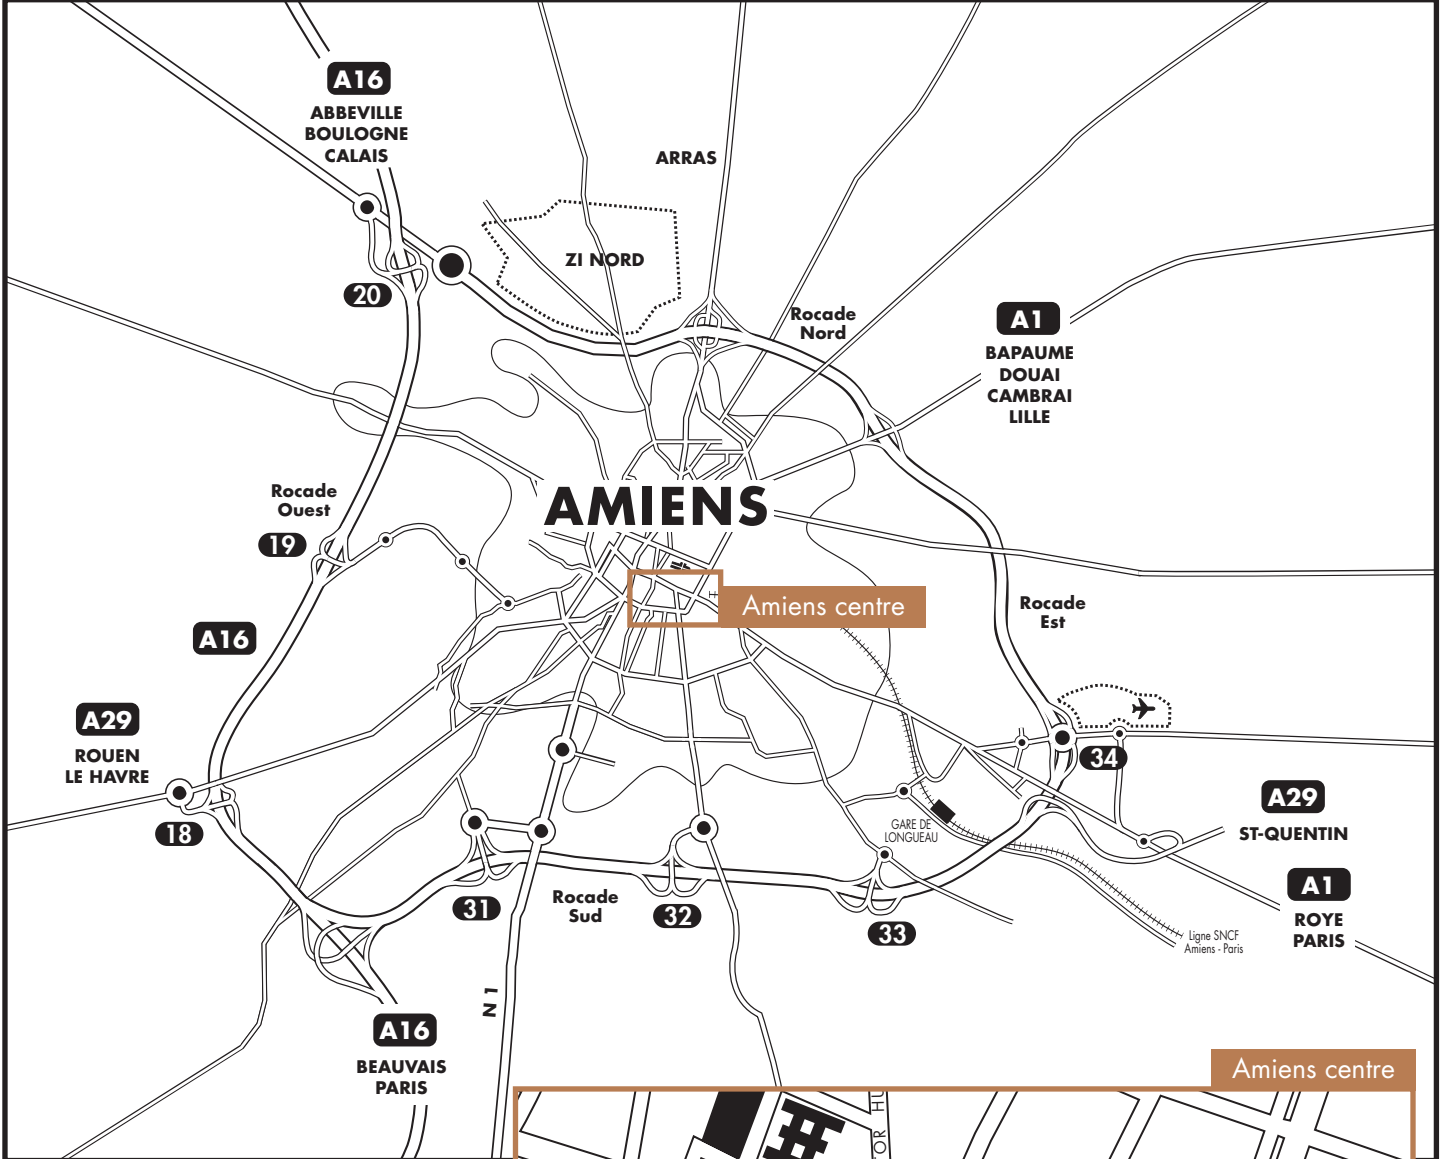 A16
ABBEVILLE
BOULOGNE
CALAIS
ARRAS
ZI NORD
20
Rocade
Nord
A1
BAPAUME
DOUAI
CAMBRAI
LILLE
Rocade
Ouest
AMIENS
19
Amiens centre
Rocade
Est
A16
A29
ROUEN
LE HAVRE
34
A29
ST-QUENTIN
18
GARE DE
LONGUEAU
A1
ROYE
PARIS
31
Rocade
Sud
32
33
Ligne SNCF
Amiens - Paris
N 1
A16
BEAUVAIS
PARIS
Amiens centre
TOR HU